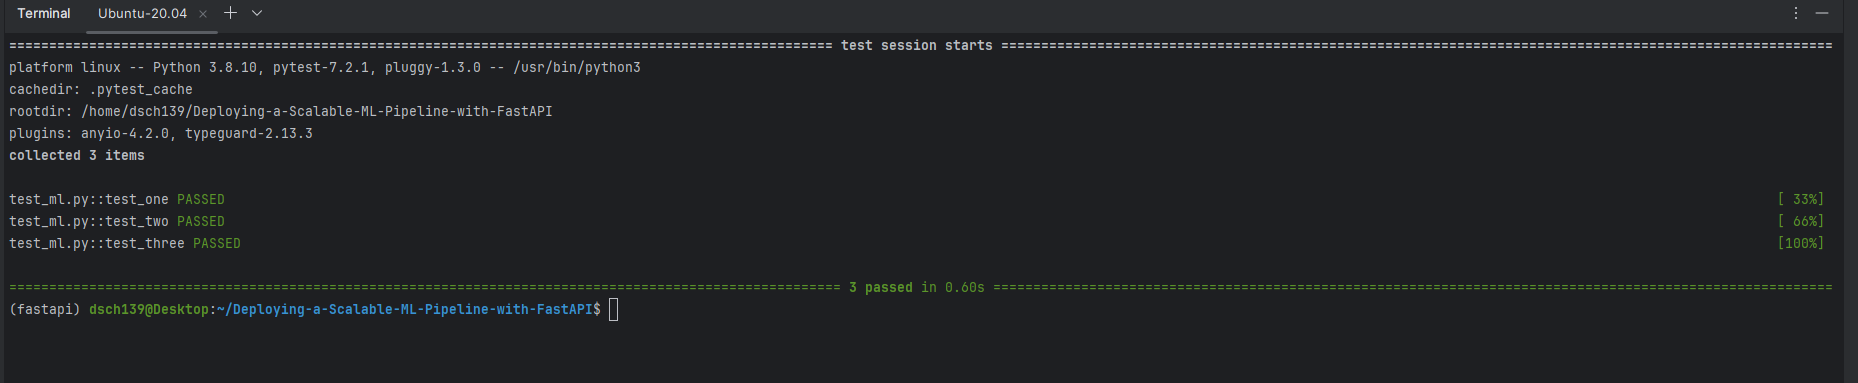 Terminal Ubuntu-20.04
======================================================================================================= test session starts ========================================================================================================
platform linux -- Python 3.8.10, pytest-7.2.1, pluggy-1.3.0 -- /usr/bin/python3
cachedir: .pytest_cache
rootdir: /home/dsch139/Deploying-a-Scalable-ML-Pipeline-with-FastAPI
plugins: anyio-4.2.0, typeguard-2.13.3
collected 3 items
test_ml.py::test_one PASSED [ 33%]
test_ml.py::test_two PASSED [ 66%]
test_ml.py::test_three PASSED [100%]
======================================================================================================== 3 passed in 0.60s =========================================================================================================
(fastapi) dsch139@Desktop:~/Deploying-a-Scalable-ML-Pipeline-with-FastAPI$